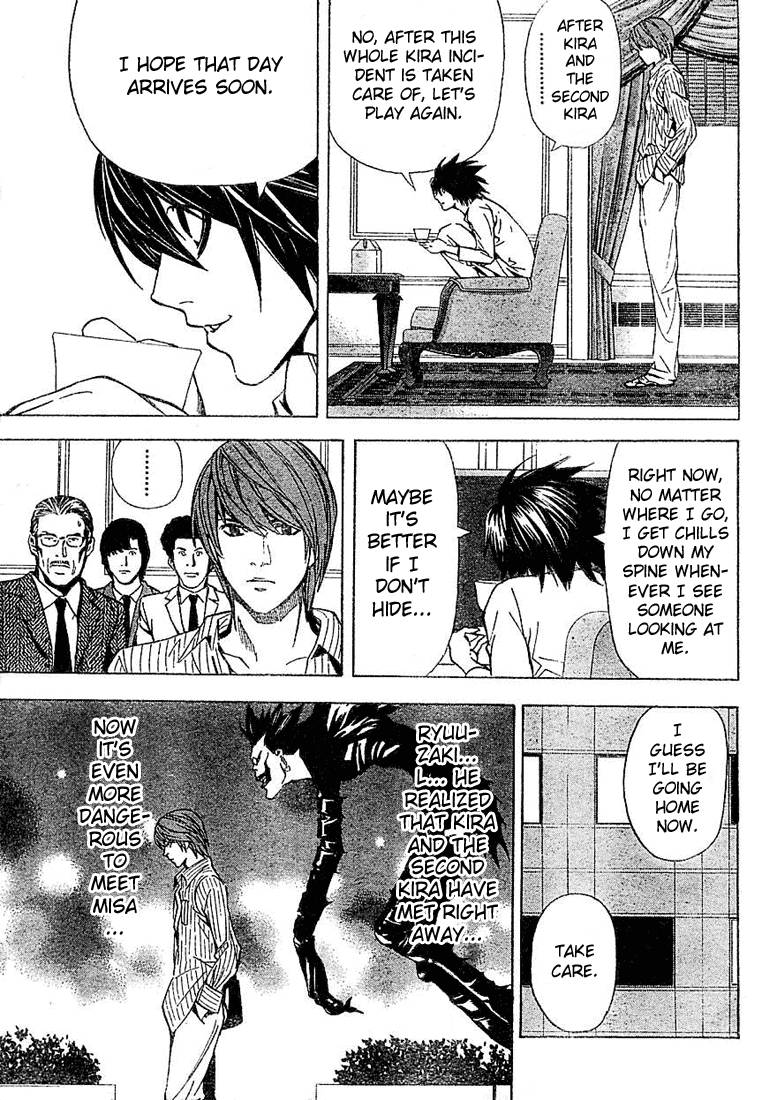 AFTER
KIRA
AND
THE
SECOND
KIRA
.........
NO, AFTER THIS
WHOLE KIRA INCI-
DENT IS TAKEN
CARE OF, LET'S
PLAY AGAIN.
I HOPE THAT DAY
ARRIVES SOON.
RIGHT NOW,
NO MATTER
WHERE I GO,
I GET CHILLS
DOWN MY
SPINE WHEN-
EVER I SEE
SOMEONE
LOOKING AT
ME.
MAYBE
IT'S
BETTER
IF I
DON'T
HIDE...
.........
I
GUESS
I'LL BE
GOING
HOME
NOW.
TAKE
CARE.
RYUU-
ZAKI...
L... HE
REALIZED
THAT KIRA
AND THE
SECOND
KIRA HAVE
MET RIGHT
AWAY...
NOW
IT'S
EVEN
MORE
DANGE-
ROUS
TO
MEET
MISA
...